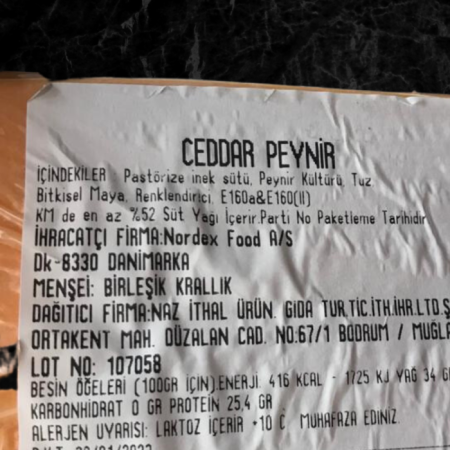 CEDDAR PEYNİR
İÇİNDEKİLER : Pastörize inek sütü, Peynir Kültürü, Tuz
Bitkisel Maya, Renklendirici, E160a&E160(II)
KM de en az %52 Süt Yağı İçerir.Parti No Paketleme Tarihidir
İHRACATÇI FİRMA:Nordex Food A/S
Dk-8330 DANİMARKA
MENŞEİ: BİRLEŞİK KRALLIK
DAĞITICI FİRMA:NAZ İTHAL ÜRÜN. GIDA TUR.TİC.İTH.İHR.LTD.Ş
ORTAKENT MAH. DÜZALAN CAD. NO:67/1 BODRUM / MUĞLA
LOT NO: 107058
BESİN ÖĞELERİ (100GR İÇİN).ENERJİ. 416 KCAL - 1725 KJ YAĞ 34 G
KARBONHİDRAT 0 GR PROTEİN 25,4 GR
ALERJEN UYARISI: LAKTOZ İÇERİR +10 C MUHAFAZA EDİNİZ.